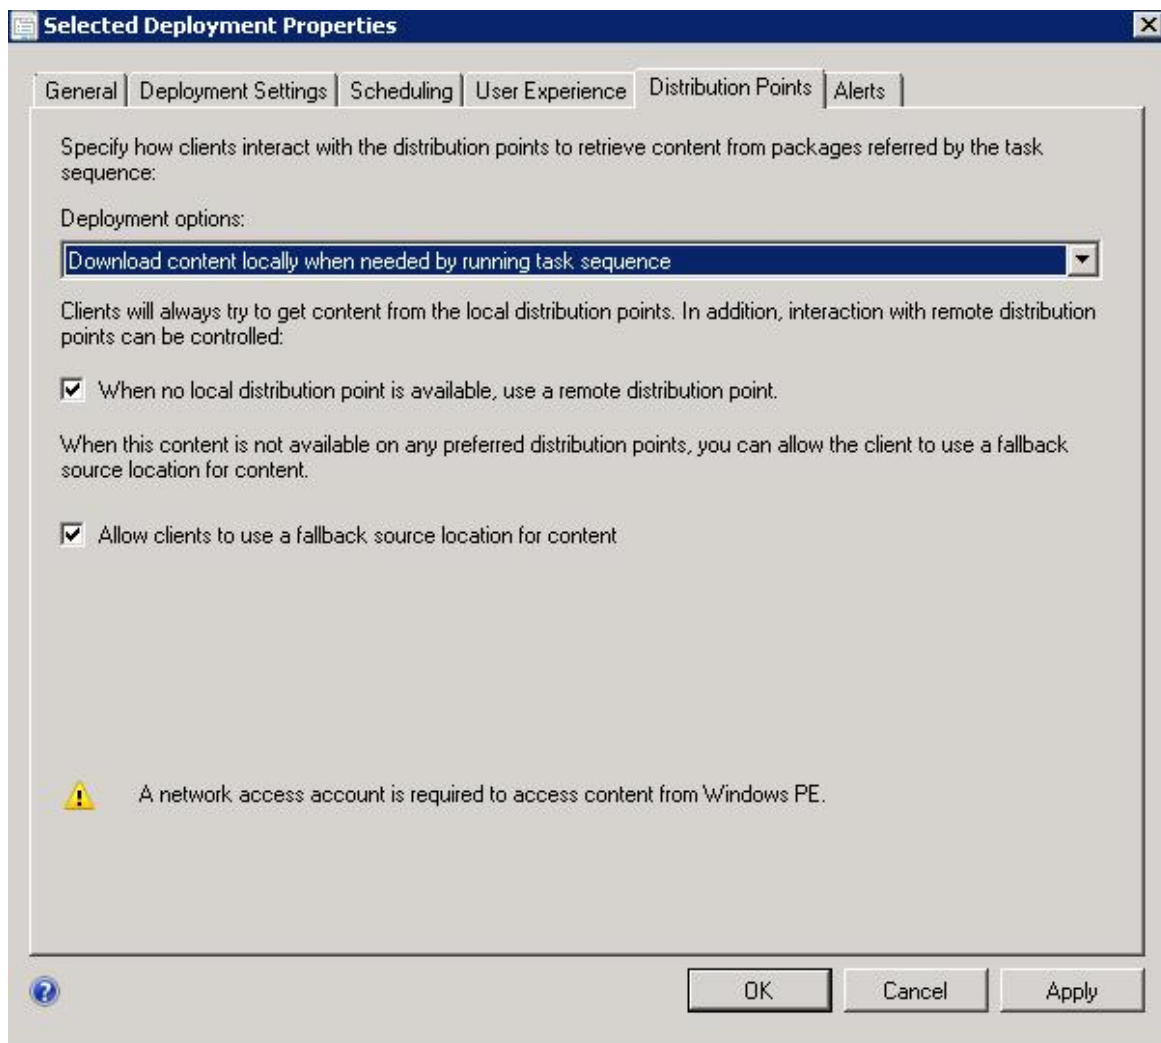 Selected Deployment Properties
General
Deployment Settings
Scheduling
User Experience
Distribution Points
Alerts
Specify how clients interact with the distribution points to retrieve content from packages referred by the task
sequence:
Deployment options:
Download content locally when needed by running task sequence
Clients will always try to get content from the local distribution points. In addition, interaction with remote distribution
points can be controlled:
When no local distribution point is available, use a remote distribution point.
When this content is not available on any preferred distribution points, you can allow the client to use a fallback
source location for content.
Allow clients to use a fallback source location for content
A network access account is required to access content from Windows PE.
OK
Cancel
Apply